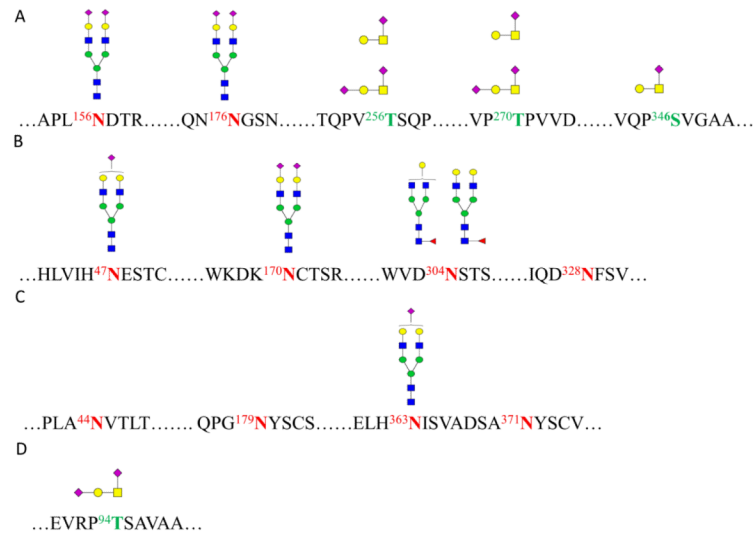 A
…APL¹⁵⁶NDTR……QN¹⁷⁶NGSN……TQPV²⁵⁶TSQP……VP²⁷⁰TPVVD……VQP³⁴⁶SVGAA…
B
…HLVIH⁴⁷NESTC……WKDK¹⁷⁰NCTSR……WVD³⁰⁴NSTS……IQD³²⁸NFSV…
C
…PLA⁴⁴NVTLT……. QPG¹⁷⁹NYSCS……ELH³⁶³NISVADSA³⁷¹NYSCV…
D
…EVRP⁹⁴TSAVAA…